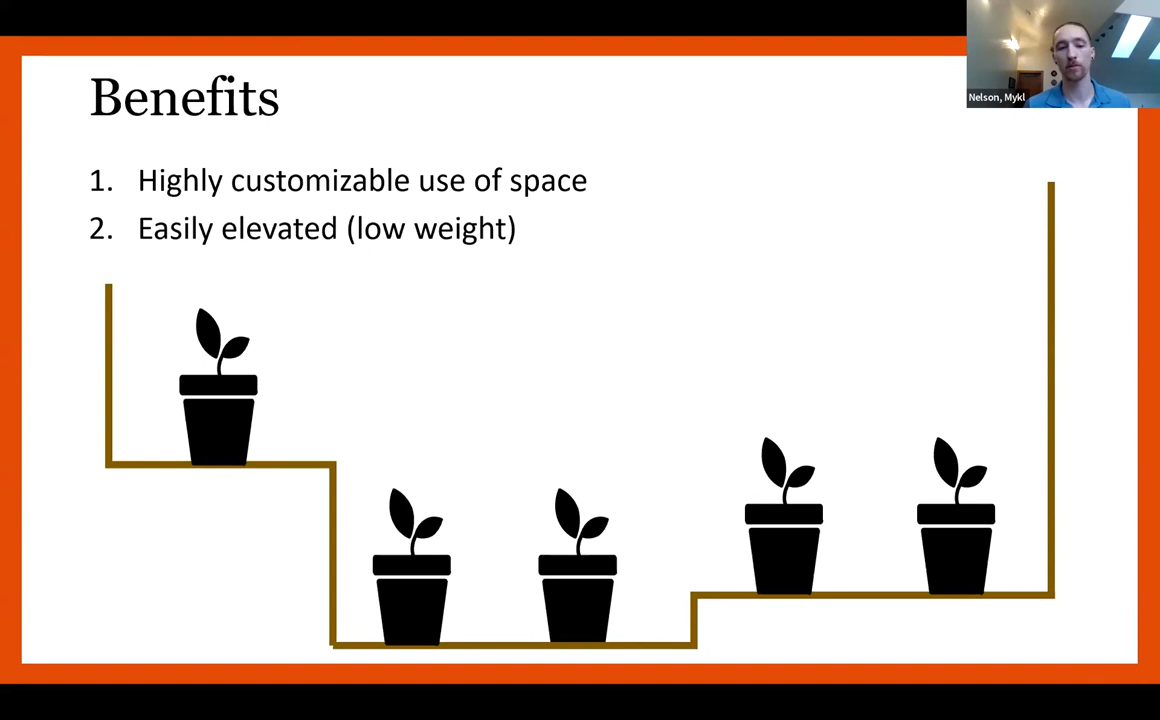 Benefits
Nelson, Mykl
1. Highly customizable use of space
2. Easily elevated (low weight)